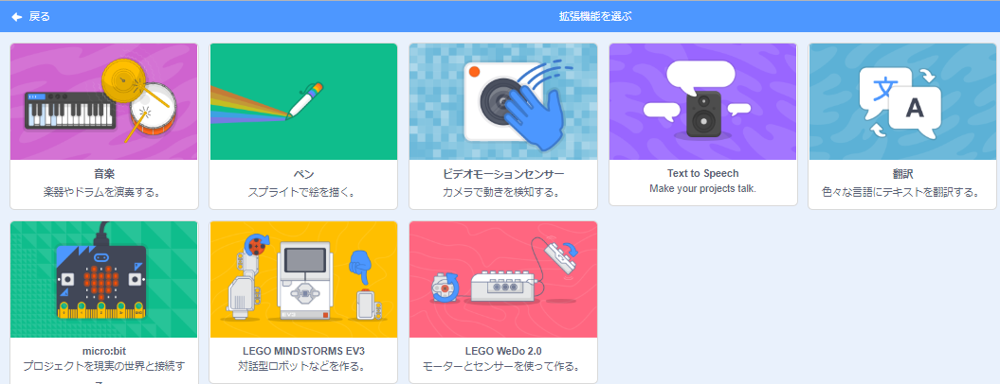 戻る
拡張機能を選ぶ
音楽
楽器やドラムを演奏する。
ペン
スプライトで絵を描く。
ビデオモーションセンサー
カメラで動きを検知する。
Text to Speech
Make your projects talk.
文
A
翻訳
色々な言語にテキストを翻訳する。
micro:bit
プロジェクトを現実の世界と接続す
EV3
LEGO MINDSTORMS EV3
対話型ロボットなどを作る。
LEGO WeDo 2.0
モーターとセンサーを使って作る。